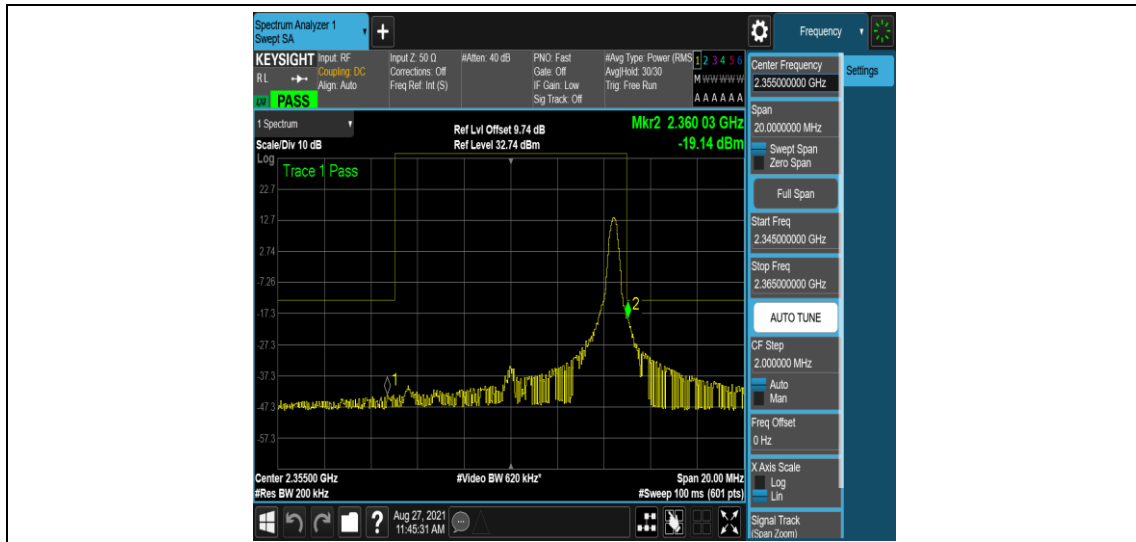 Spectrum Analyzer 1
Swept SA
+
Frequency
KEYSIGHT
RL
PASS
Input: RF
Coupling: DC
Align: Auto
Input Z: 50 Ω
Corrections: Off
Freq Ref: Int (S)
#Atten: 40 dB
PNO: Fast
Gate: Off
IF Gain: Low
Sig Track: Off
#Avg Type: Power (RMS
Avg|Hold: 30/30
Trig: Free Run
1 2 3 4 5 6
M W W W W W
A A A A A A
1 Spectrum
Scale/Div 10 dB
Ref Lvl Offset 9.74 dB
Ref Level 32.74 dBm
Mkr2 2.360 03 GHz
-19.14 dBm
Log
Trace 1 Pass
22.7
12.7
2.74
-7.26
-17.3
-27.3
-37.3
-47.3
-57.3
1
2
Center 2.35500 GHz
#Res BW 200 kHz
#Video BW 620 kHz*
Span 20.00 MHz
#Sweep 100 ms (601 pts)
Center Frequency
2.355000000 GHz
Settings
Span
20.0000000 MHz
Swept Span
Zero Span
Full Span
Start Freq
2.345000000 GHz
Stop Freq
2.365000000 GHz
AUTO TUNE
CF Step
2.000000 MHz
Auto
Man
Freq Offset
0 Hz
X Axis Scale
Log
Lin
Signal Track
(Span Zoom)
?
Aug 27, 2021
11:45:31 AM